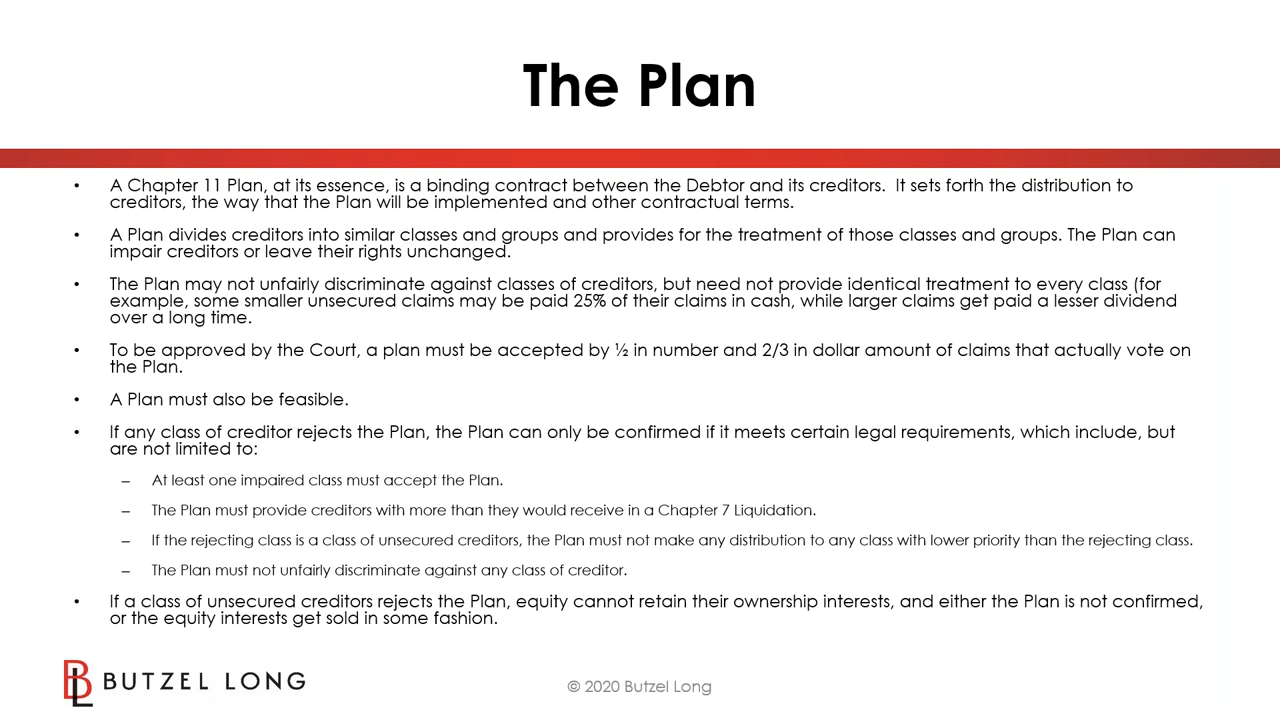 The Plan
• A Chapter 11 Plan, at its essence, is a binding contract between the Debtor and its creditors.  It sets forth the distribution to
creditors, the way that the Plan will be implemented and other contractual terms.
• A Plan divides creditors into similar classes and groups and provides for the treatment of those classes and groups. The Plan can
impair creditors or leave their rights unchanged.
• The Plan may not unfairly discriminate against classes of creditors, but need not provide identical treatment to every class (for
example, some smaller unsecured claims may be paid 25% of their claims in cash, while larger claims get paid a lesser dividend
over a long time.
• To be approved by the Court, a plan must be accepted by ½ in number and 2/3 in dollar amount of claims that actually vote on
the Plan.
• A Plan must also be feasible.
• If any class of creditor rejects the Plan, the Plan can only be confirmed if it meets certain legal requirements, which include, but
are not limited to:
– At least one impaired class must accept the Plan.
– The Plan must provide creditors with more than they would receive in a Chapter 7 Liquidation.
– If the rejecting class is a class of unsecured creditors, the Plan must not make any distribution to any class with lower priority than the rejecting class.
– The Plan must not unfairly discriminate against any class of creditor.
• If a class of unsecured creditors rejects the Plan, equity cannot retain their ownership interests, and either the Plan is not confirmed,
or the equity interests get sold in some fashion.
BL BUTZEL LONG
© 2020 Butzel Long